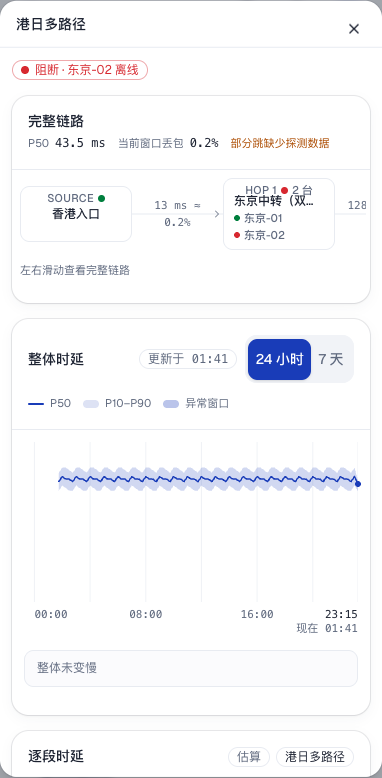 港日多路径
阻断 · 东京-02 离线
完整链路
P50 43.5 ms 当前窗口丢包 0.2% 部分跳缺少探测数据
SOURCE
香港入口
13 ms ≈
0.2%
HOP 1 2 台
东京中转（双...
东京-01
东京-02
128
左右滑动查看完整链路
整体时延
更新于 01:41
24 小时
7 天
P50
P10–P90
异常窗口
00:00 08:00 16:00 23:15
现在 01:41
整体未变慢
逐段时延
估算
港日多路径